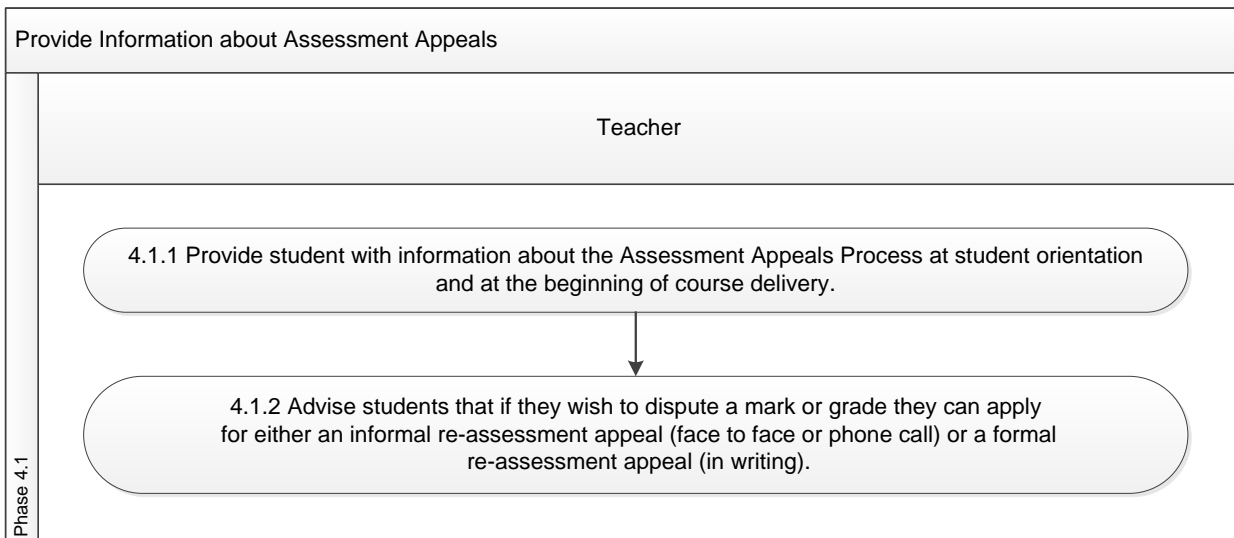 Provide Information about Assessment Appeals
Teacher
4.1.1 Provide student with information about the Assessment Appeals Process at student orientation
and at the beginning of course delivery.
4.1.2 Advise students that if they wish to dispute a mark or grade they can apply
for either an informal re-assessment appeal (face to face or phone call) or a formal
re-assessment appeal (in writing).
Phase 4.1